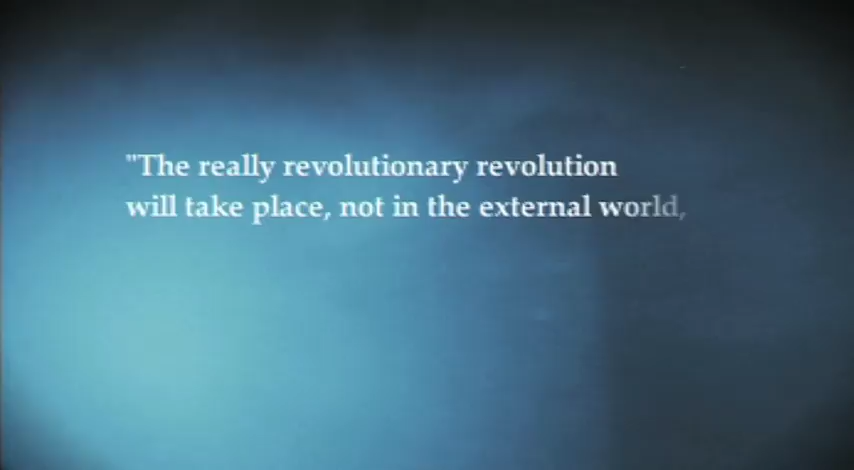 "The really revolutionary revolution
will take place, not in the external world,